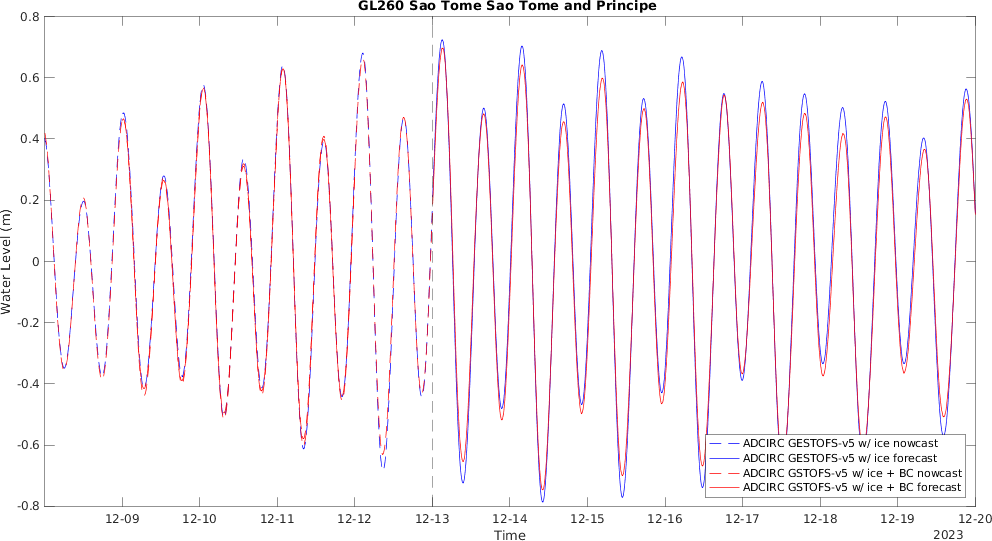 GL260 Sao Tome Sao Tome and Principe
Water Level (m)
0.8
0.6
0.4
0.2
0
-0.2
-0.4
-0.6
-0.8
ADCIRC GESTOFS-v5 w/ ice nowcast
ADCIRC GESTOFS-v5 w/ ice forecast
ADCIRC GSTOFS-v5 w/ ice + BC nowcast
ADCIRC GSTOFS-v5 w/ ice + BC forecast
12-09 12-10 12-11 12-12 12-13 12-14 12-15 12-16 12-17 12-18 12-19 12-20
Time
2023